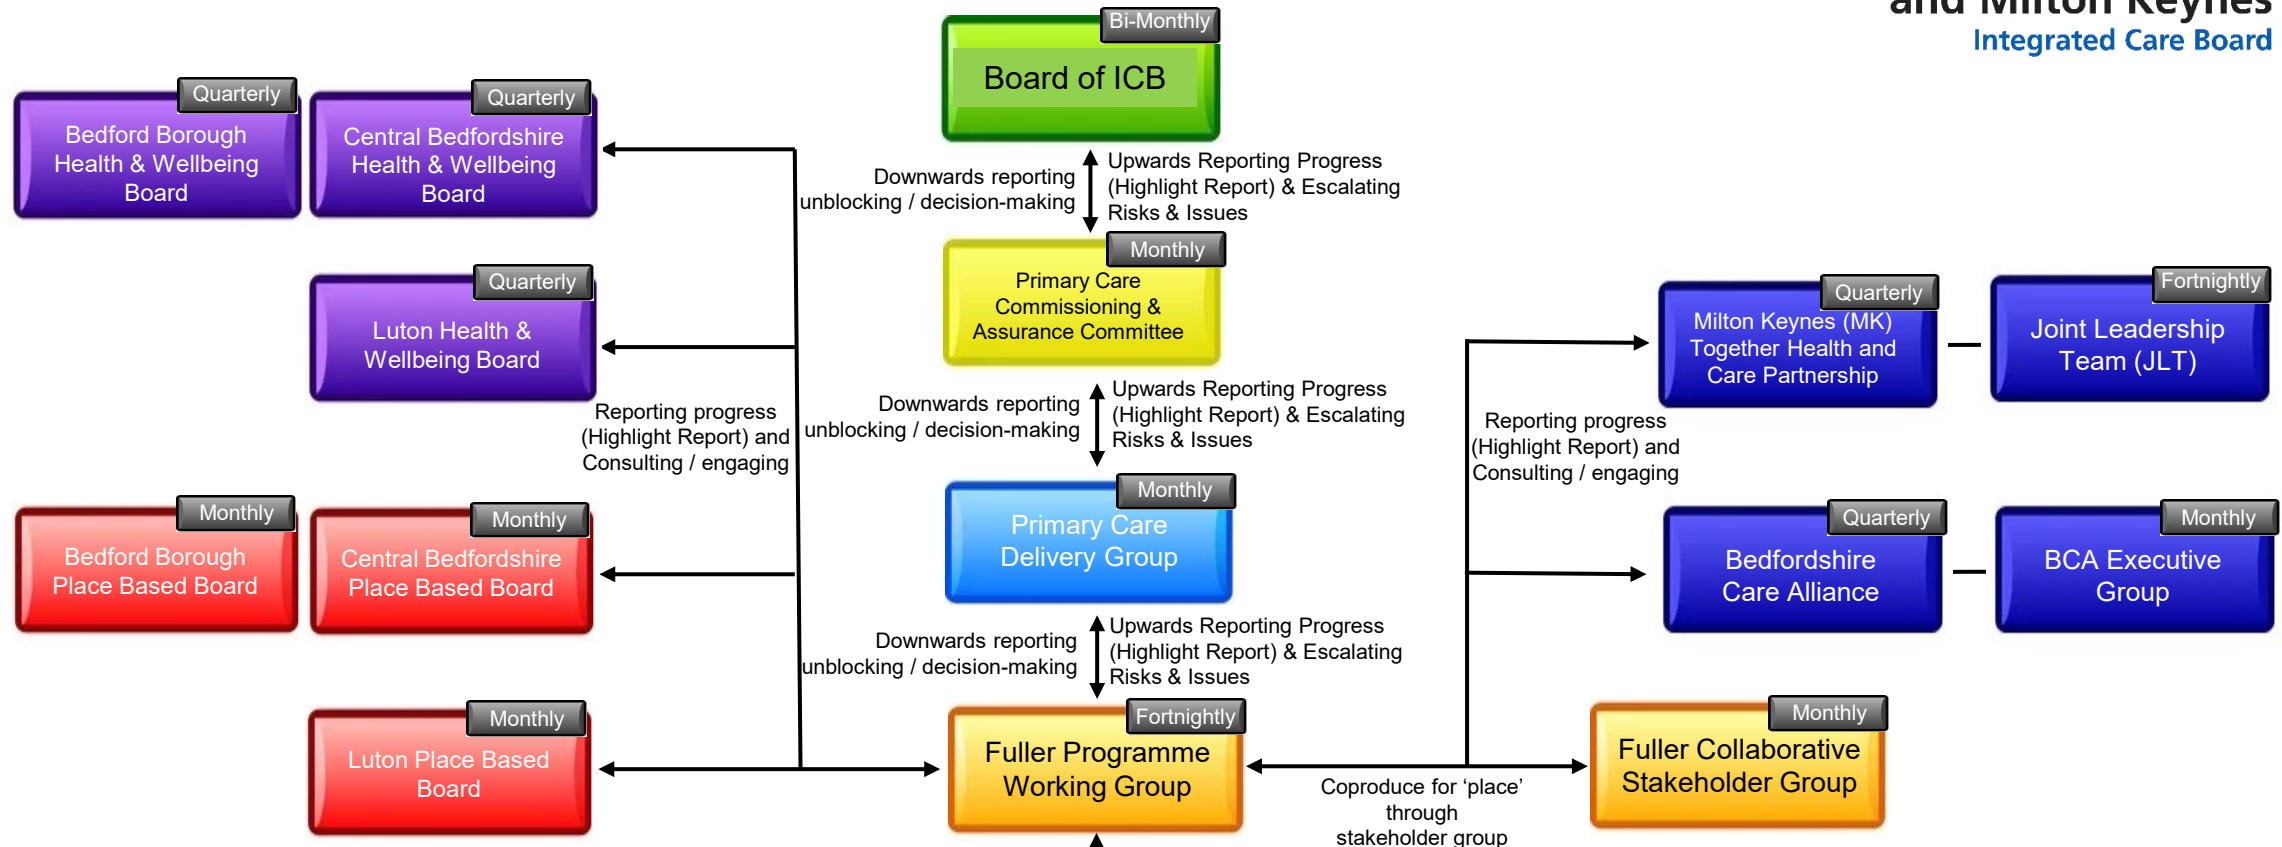 and Milton Keynes
Integrated Care Board
Bi-Monthly
Board of ICB
Quarterly
Bedford Borough
Health & Wellbeing
Board
Quarterly
Central Bedfordshire
Health & Wellbeing
Board
Downwards reporting
unblocking / decision-making
Upwards Reporting Progress
(Highlight Report) & Escalating
Risks & Issues
Monthly
Primary Care
Commissioning &
Assurance Committee
Quarterly
Luton Health &
Wellbeing Board
Quarterly
Milton Keynes (MK)
Together Health and
Care Partnership
Fortnightly
Joint Leadership
Team (JLT)
Reporting progress
(Highlight Report) and
Consulting / engaging
Downwards reporting
unblocking / decision-making
Upwards Reporting Progress
(Highlight Report) & Escalating
Risks & Issues
Reporting progress
(Highlight Report) and
Consulting / engaging
Monthly
Bedford Borough
Place Based Board
Monthly
Central Bedfordshire
Place Based Board
Monthly
Primary Care
Delivery Group
Quarterly
Bedfordshire
Care Alliance
Monthly
BCA Executive
Group
Downwards reporting
unblocking / decision-making
Upwards Reporting Progress
(Highlight Report) & Escalating
Risks & Issues
Monthly
Luton Place Based
Board
Fortnightly
Fuller Programme
Working Group
Coproduce for ‘place’
through
stakeholder group
Monthly
Fuller Collaborative
Stakeholder Group